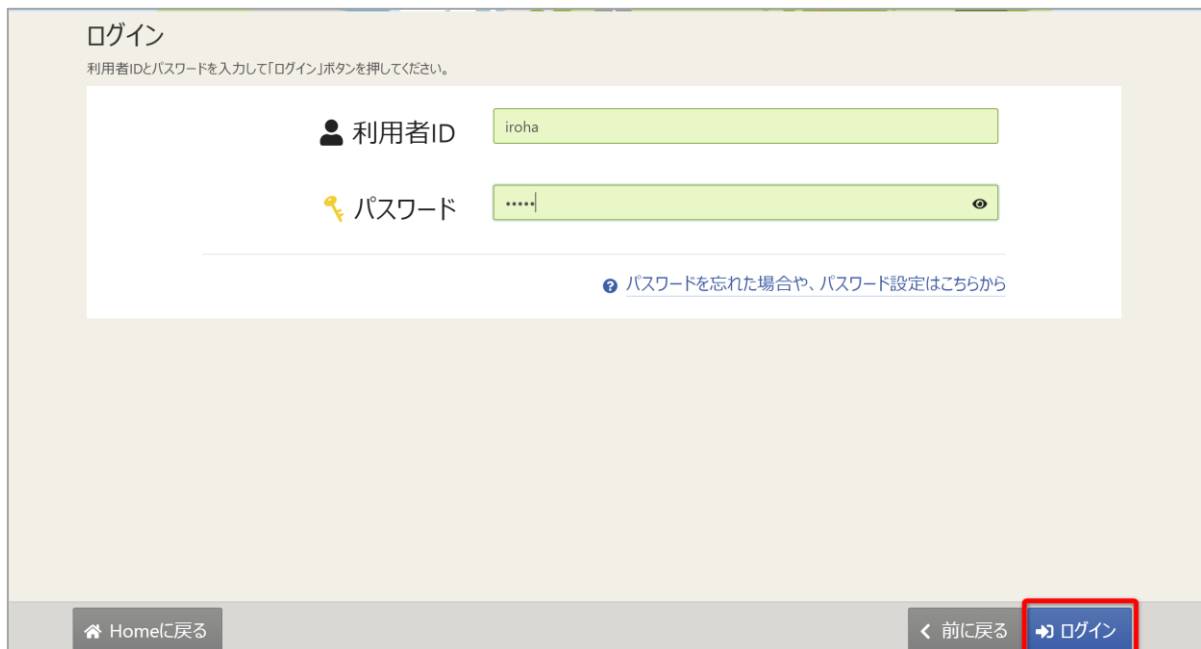 ログイン
利用者IDとパスワードを入力して「ログイン」ボタンを押してください。
利用者ID
iroha
パスワード
•••••
パスワードを忘れた場合や、パスワード設定はこちらから
Homeに戻る
前に戻る
ログイン